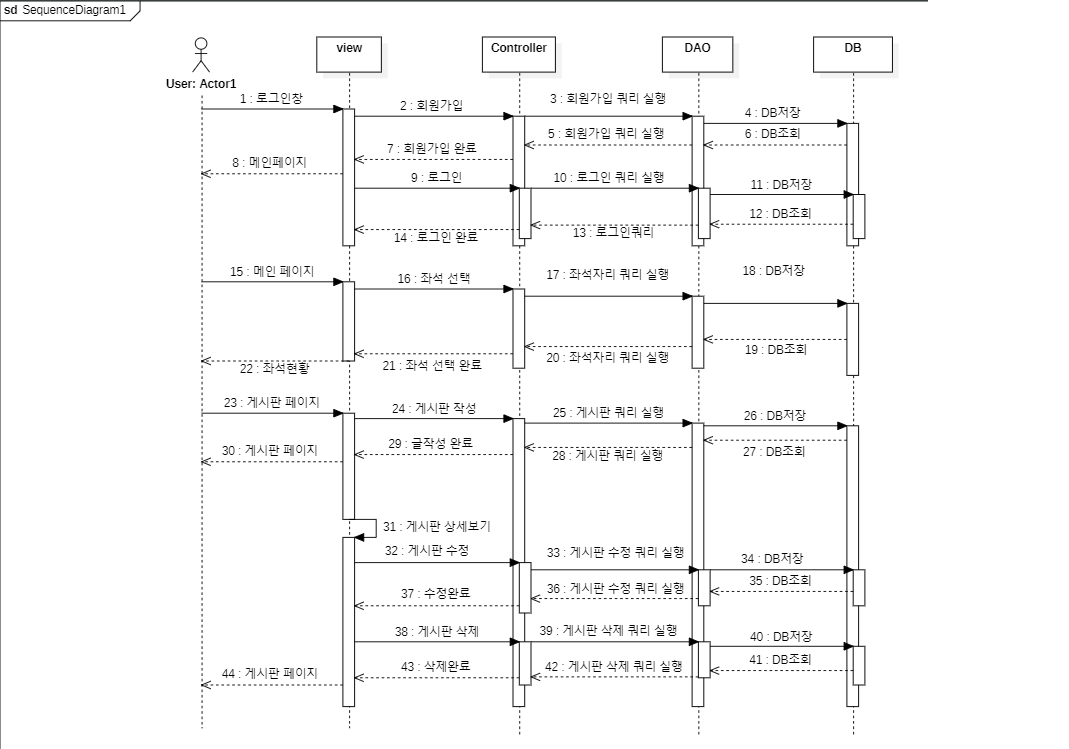 sd SequenceDiagram1
view
Controller
DAO
DB
User: Actor1
1 : 로그인창
2 : 회원가입
3 : 회원가입 쿼리 실행
4 : DB저장
5 : 회원가입 쿼리 실행
6 : DB조회
7 : 회원가입 완료
8 : 메인페이지
9 : 로그인
10 : 로그인 쿼리 실행
11 : DB저장
12 : DB조회
13 : 로그인쿼리
14 : 로그인 완료
15 : 메인 페이지
16 : 좌석 선택
17 : 좌석자리 쿼리 실행
18 : DB저장
19 : DB조회
20 : 좌석자리 쿼리 실행
21 : 좌석 선택 완료
22 : 좌석현황
23 : 게시판 페이지
24 : 게시판 작성
25 : 게시판 쿼리 실행
26 : DB저장
27 : DB조회
28 : 게시판 쿼리 실행
29 : 글작성 완료
30 : 게시판 페이지
31 : 게시판 상세보기
32 : 게시판 수정
33 : 게시판 수정 쿼리 실행
34 : DB저장
35 : DB조회
36 : 게시판 수정 쿼리 실행
37 : 수정완료
38 : 게시판 삭제
39 : 게시판 삭제 쿼리 실행
40 : DB저장
41 : DB조회
42 : 게시판 삭제 쿼리 실행
43 : 삭제완료
44 : 게시판 페이지